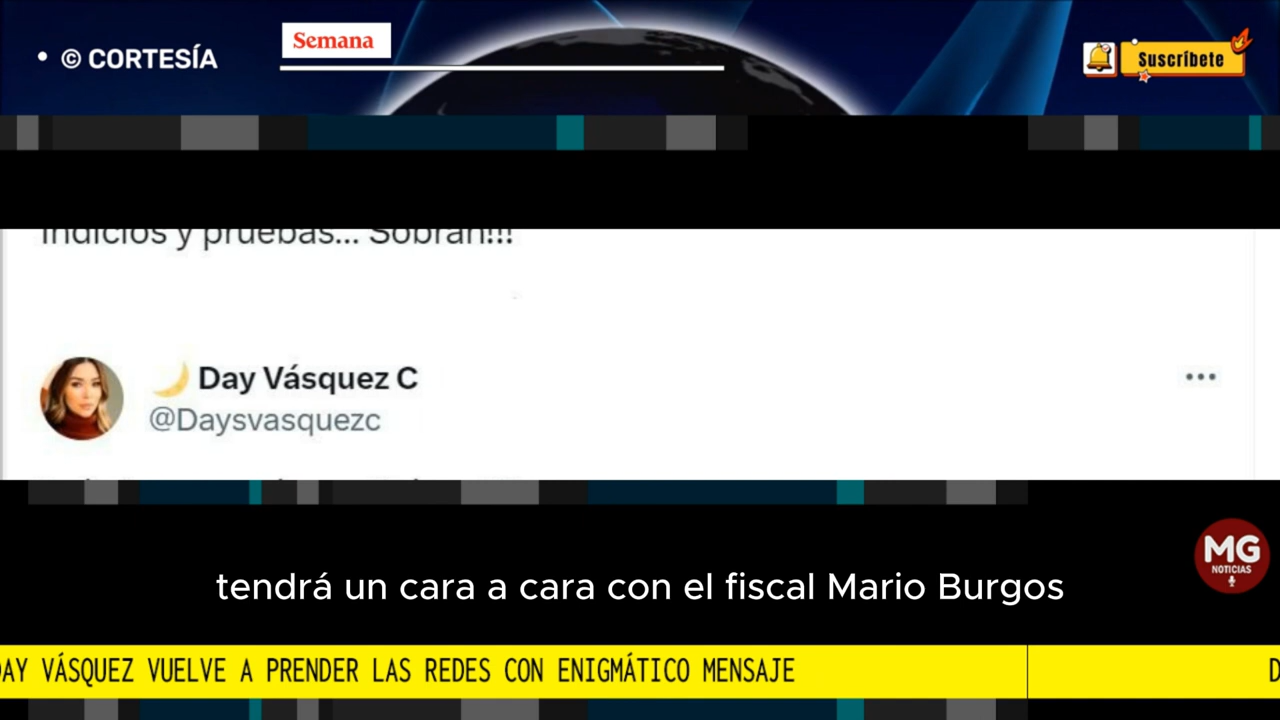 • © CORTESÍA
Semana
Suscríbete
Indicios y pruebas... Sobran!!!
🌙 Day Vásquez C
@Daysvasquezc
MG
NOTICIAS
tendrá un cara a cara con el fiscal Mario Burgos
DAY VÁSQUEZ VUELVE A PRENDER LAS REDES CON ENIGMÁTICO MENSAJE
D